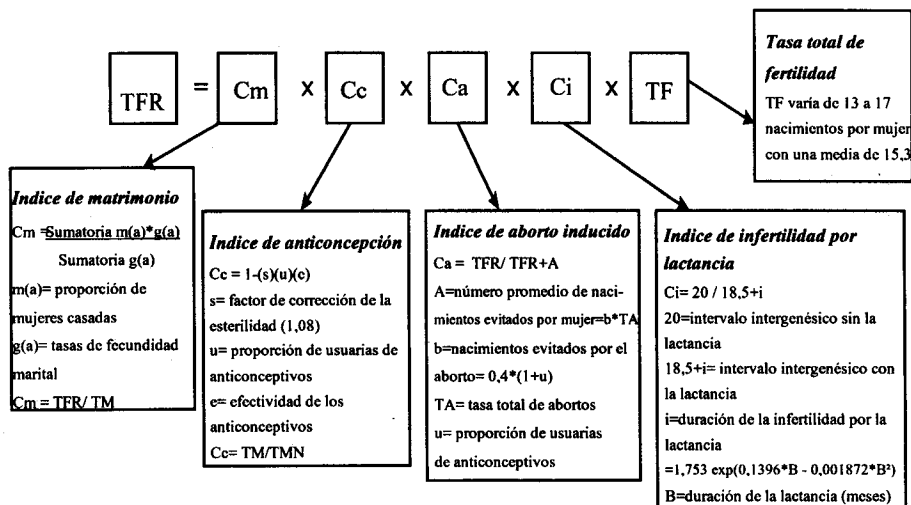 TFR = Cm x Cc x Ca x Ci x TF
Tasa total de
fertilidad
TF varía de 13 a 17
nacimientos por mujer
con una media de 15,3
Indice de matrimonio
Cm =Sumatoria m(a)*g(a)
Sumatoria g(a)
m(a)= proporción de
mujeres casadas
g(a)= tasas de fecundidad
marital
Cm = TFR/ TM
Indice de anticoncepción
Cc = 1-(s)(u)(e)
s= factor de corrección de la
esterilidad (1,08)
u= proporción de usuarias de
anticonceptivos
e= efectividad de los
anticonceptivos
Cc= TM/TMN
Indice de aborto inducido
Ca = TFR/ TFR+A
A=número promedio de naci-
mientos evitados por mujer=b*TA
b=nacimientos evitados por el
aborto= 0,4*(1+u)
TA= tasa total de abortos
u= proporción de usuarias
de anticonceptivos
Indice de infertilidad por
lactancia
Ci= 20 / 18,5+i
20=intervalo intergenésico sin la
lactancia
18,5+i= intervalo intergenésico con
la lactancia
i=duración de la infertilidad por la
lactancia
=1,753 exp(0,1396*B - 0,001872*B²)
B=duración de la lactancia (meses)